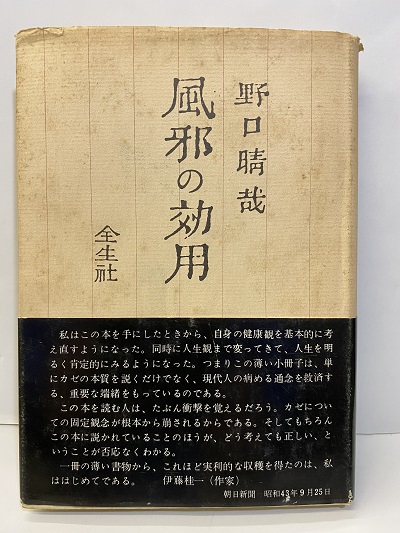 野口晴哉
風邪の効用
全生社
私はこの本を手にしたときから、自身の健康観を基本的に考
え直すようになった。同時に人生観まで変ってきて、人生を明
るく肯定的にみるようになった。つまりこの薄い小冊子は、単
にカゼの本質を説くだけでなく、現代人の病める通念を救済す
る、重要な端緒をもっているのである。
この本を読む人は、たぶん衝撃を覚えるだろう。カゼについ
ての固定観念が根本から崩されるからである。そしてもちろん
この本に説かれていることのほうが、どう考えても正しい、と
いうことが否応なくわかる。
一冊の薄い書物から、これほど実利的な収穫を得たのは、私
ははじめてである。 伊藤桂一（作家）
朝日新聞 昭和43年9月25日